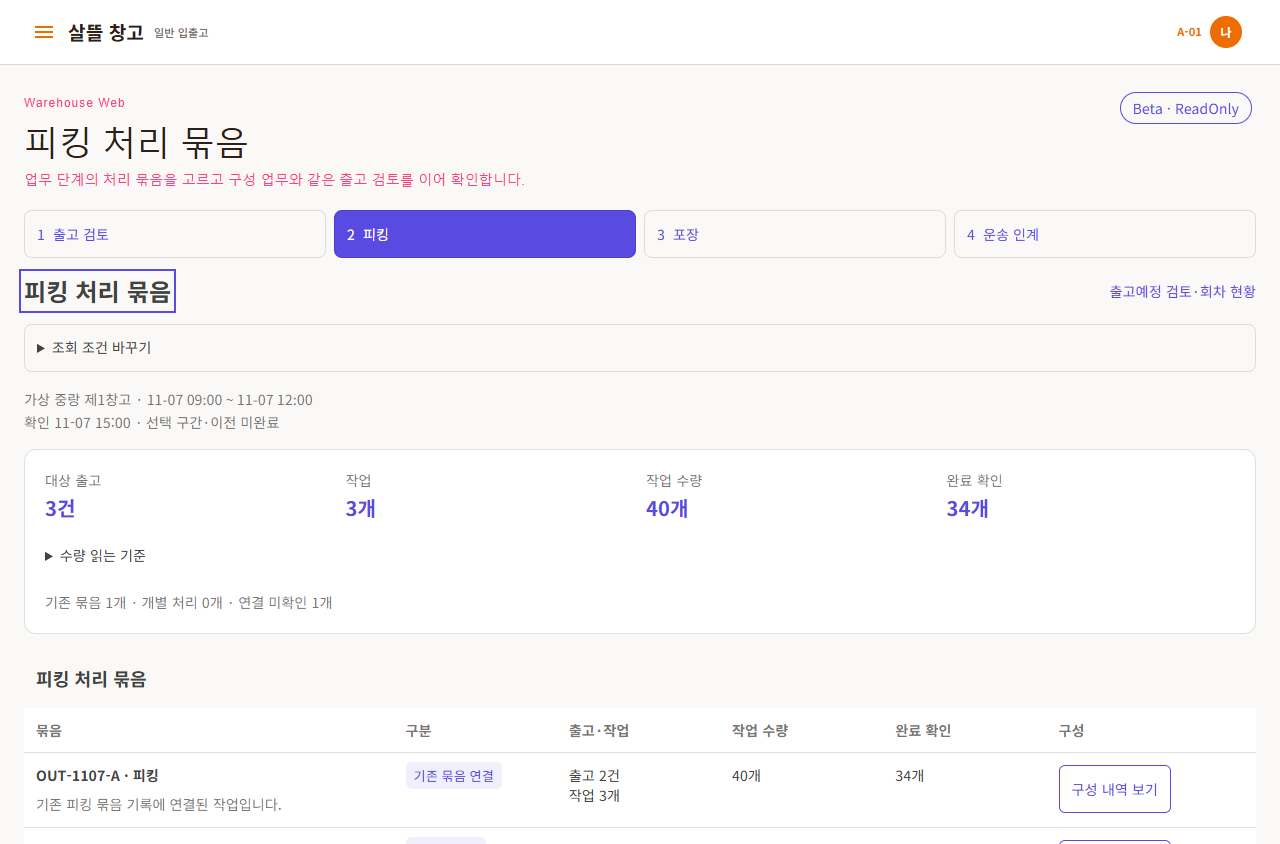 살뜰 창고 일반 입출고
A-01 나
Warehouse Web
Beta · ReadOnly
피킹 처리 묶음
업무 단계의 처리 묶음을 고르고 구성 업무와 같은 출고 검토를 이어 확인합니다.
1 출고 검토
2 피킹
3 포장
4 운송 인계
피킹 처리 묶음
출고예정 검토·회차 현황
▶ 조회 조건 바꾸기
가상 중랑 제1창고 · 11-07 09:00 ~ 11-07 12:00
확인 11-07 15:00 · 선택 구간·이전 미완료
대상 출고 작업 작업 수량 완료 확인
3건 3개 40개 34개
▶ 수량 읽는 기준
기존 묶음 1개 · 개별 처리 0개 · 연결 미확인 1개
피킹 처리 묶음
묶음 구분 출고·작업 작업 수량 완료 확인 구성
OUT-1107-A · 피킹 기존 묶음 연결 출고 2건 40개 34개 구성 내역 보기
기존 피킹 묶음 기록에 연결된 작업입니다. 작업 3개